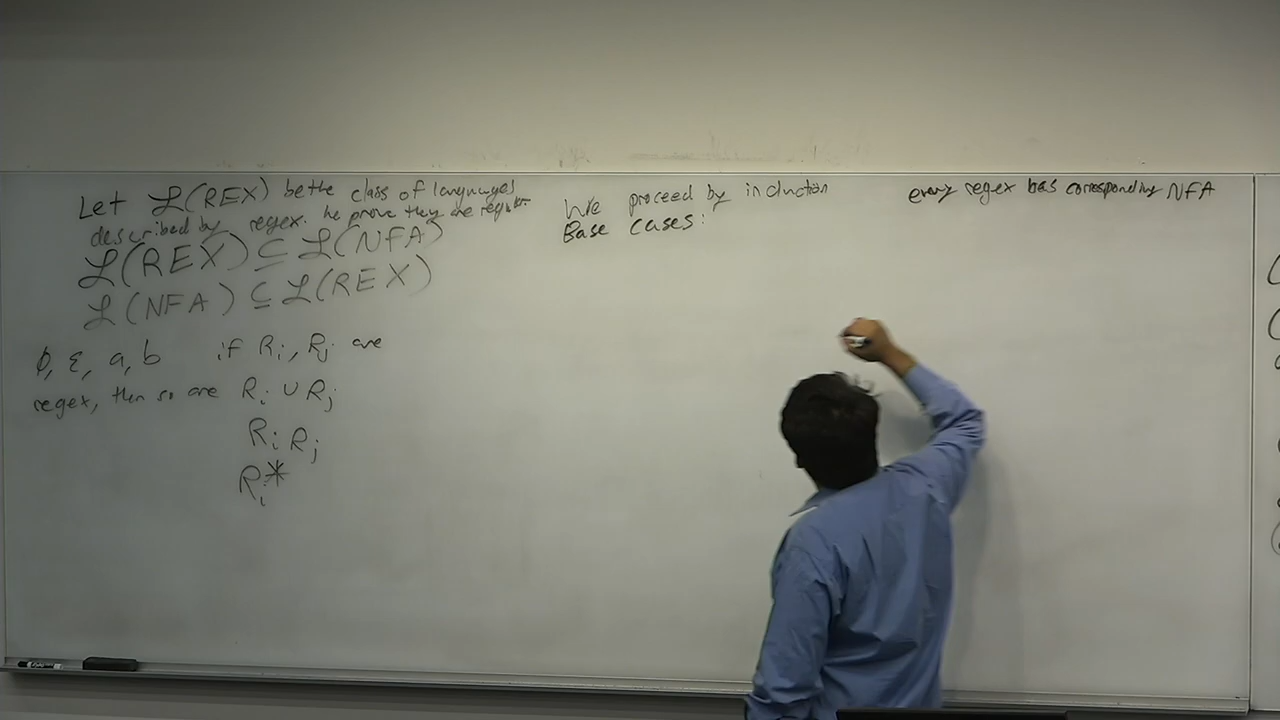 Let ℒ(REX) be the class of languages
described by regex. We prove they are regular
ℒ(REX) ⊆ ℒ(NFA)
ℒ(NFA) ⊆ ℒ(REX)
ϕ, ε, a, b if Ri, Rj are
regex, then so are Ri ∪ Rj
Ri Rj
Ri*
We proceed by induction
Base cases:
every regex has corresponding NFA